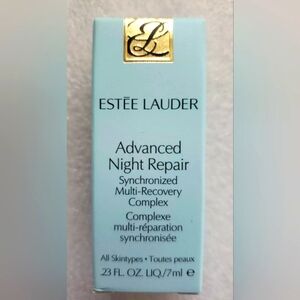 EL
ESTĒE LAUDER
Advanced
Night Repair
Synchronized
Multi-Recovery
Complex
Complexe
multi-réparation
synchronisée
All Skintypes • Toutes peaux
.23 FL. OZ. LIQ./7ml ℮